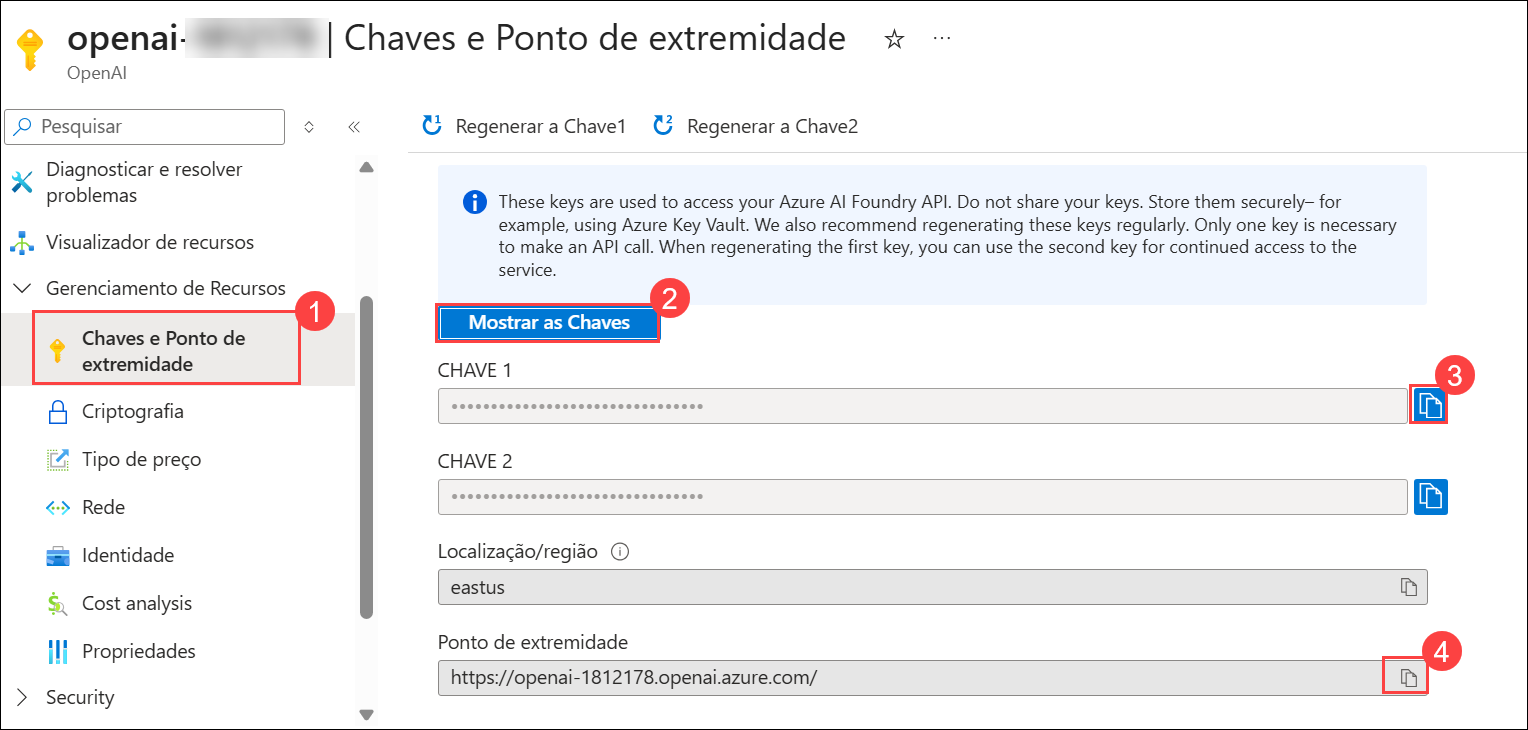 openai- | Chaves e Ponto de extremidade
OpenAI
Pesquisar
Regenerar a Chave1
Regenerar a Chave2
Diagnosticar e resolver
problemas
Visualizador de recursos
Gerenciamento de Recursos
1
Chaves e Ponto de
extremidade
Criptografia
Tipo de preço
Rede
Identidade
Cost analysis
Propriedades
Security
These keys are used to access your Azure AI Foundry API. Do not share your keys. Store them securely– for
example, using Azure Key Vault. We also recommend regenerating these keys regularly. Only one key is necessary
to make an API call. When regenerating the first key, you can use the second key for continued access to the
service.
2
Mostrar as Chaves
CHAVE 1
3
CHAVE 2
Localização/região
eastus
Ponto de extremidade
https://openai-1812178.openai.azure.com/
4